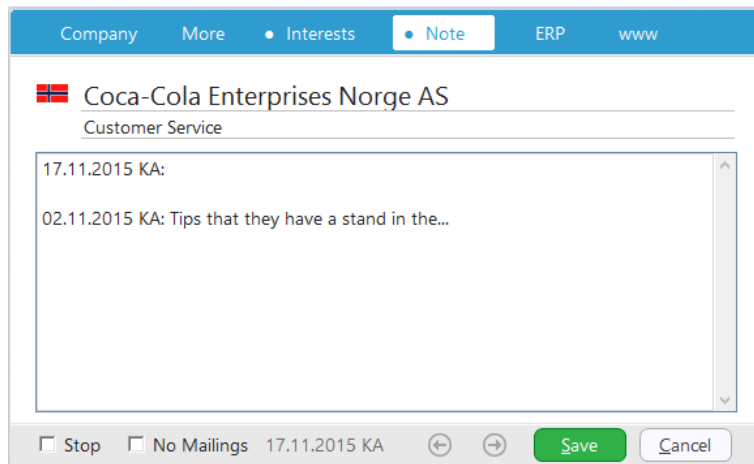 Company More • Interests • Note ERP www
Coca-Cola Enterprises Norge AS
Customer Service
17.11.2015 KA:
02.11.2015 KA: Tips that they have a stand in the...
Stop No Mailings 17.11.2015 KA Save Cancel